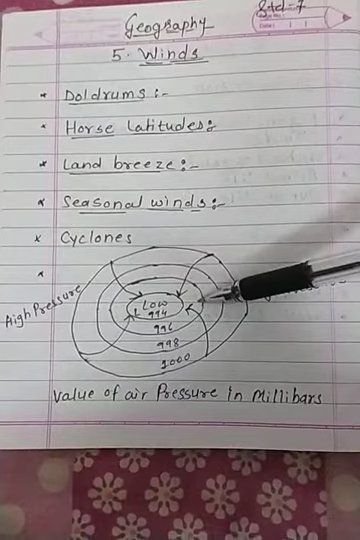 Std-7
Geography
5. Winds
* Doldrums :-
* Horse latitudes:-
* Land breeze :-
* Seasonal winds :-
x Cyclones
*
High Pressure
Low
L
994
996
998
1000
Value of air Pressure in Millibars